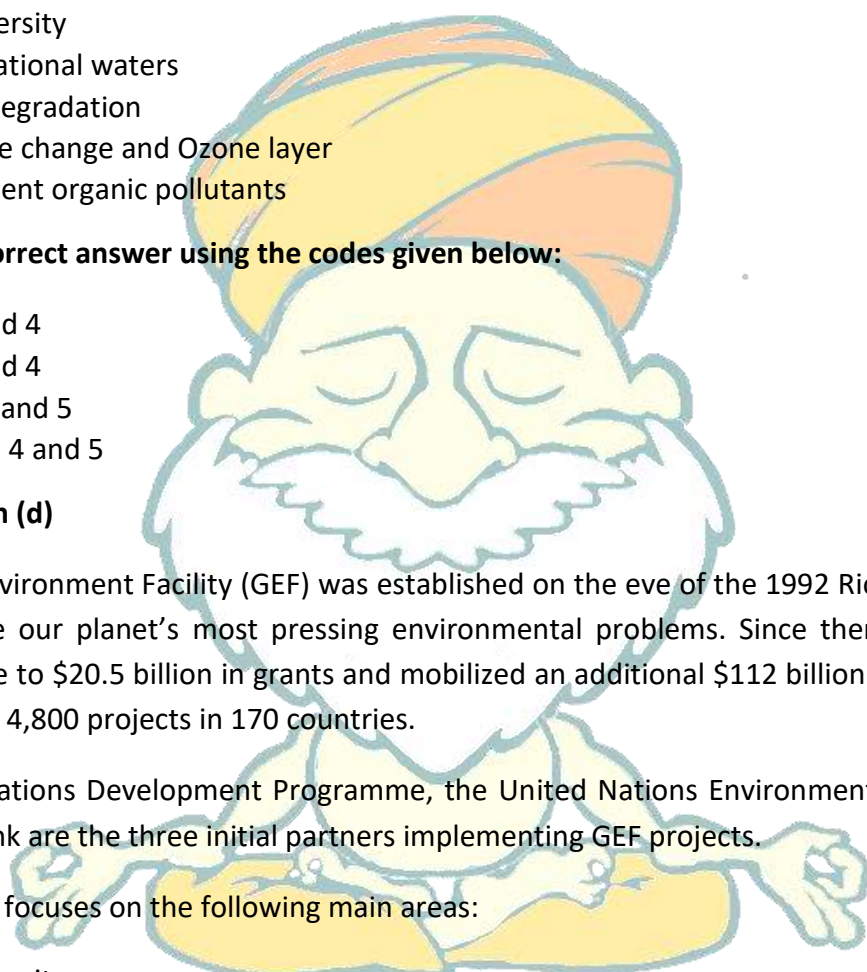 ersity
ational waters
egradation
e change and Ozone layer
ent organic pollutants
orrect answer using the codes given below:
d 4
d 4
and 5
4 and 5
n (d)
vironment Facility (GEF) was established on the eve of the 1992 Ri
e our planet’s most pressing environmental problems. Since ther
e to $20.5 billion in grants and mobilized an additional $112 billion
4,800 projects in 170 countries.
ations Development Programme, the United Nations Environment
nk are the three initial partners implementing GEF projects.
focuses on the following main areas: